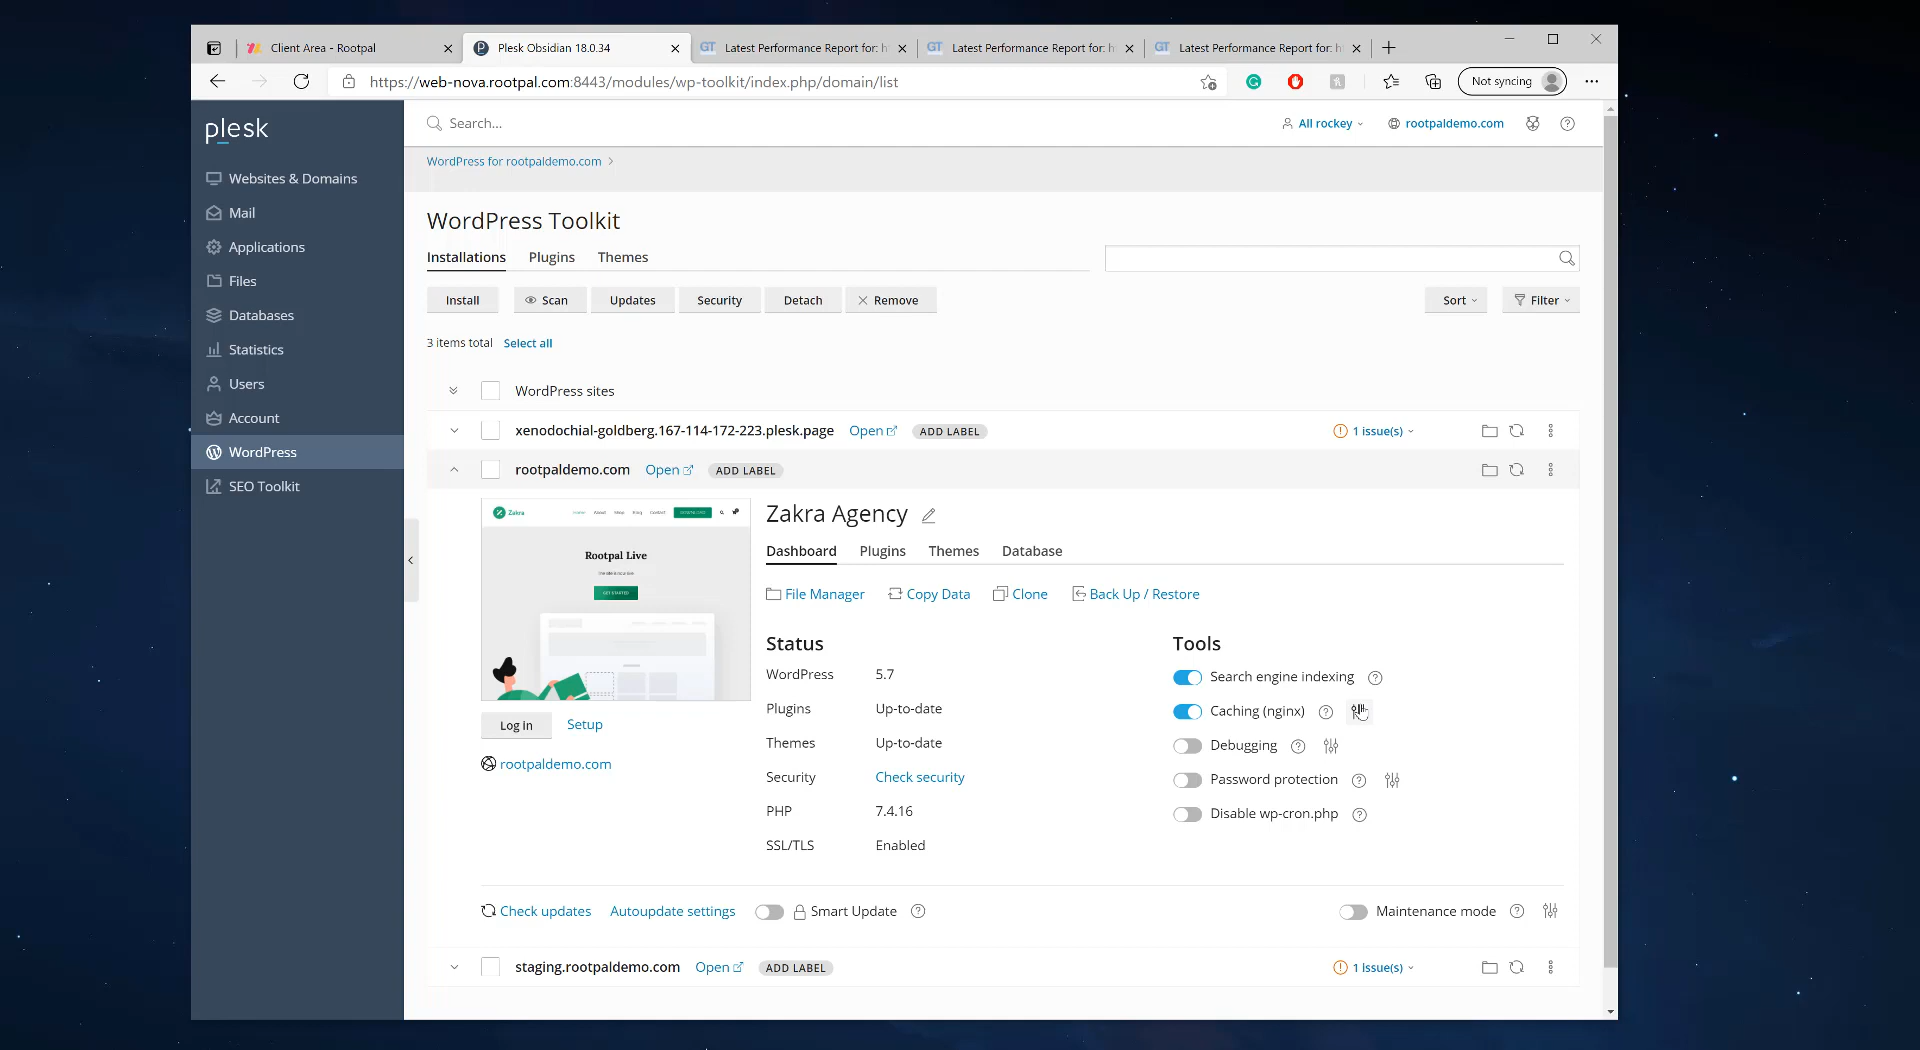 Client Area - Rootpal
Plesk Obsidian 18.0.34
GT Latest Performance Report for: h
GT Latest Performance Report for: h
GT Latest Performance Report for: h
https://web-nova.rootpal.com:8443/modules/wp-toolkit/index.php/domain/list
Not syncing
plesk
Search...
All rockey
rootpaldemo.com
Websites & Domains
Mail
Applications
Files
Databases
Statistics
Users
Account
WordPress
SEO Toolkit
WordPress for rootpaldemo.com
WordPress Toolkit
Installations Plugins Themes
Install Scan Updates Security Detach Remove Sort Filter
3 items total Select all
WordPress sites
xenodochial-goldberg.167-114-172-223.plesk.page Open ADD LABEL 1 issue(s)
rootpaldemo.com Open ADD LABEL
Zakra Home About Shop Blog Contact
Rootpal Live
GET STARTED
Log in Setup
rootpaldemo.com
Zakra Agency
Dashboard Plugins Themes Database
File Manager Copy Data Clone Back Up / Restore
Status
WordPress 5.7
Plugins Up-to-date
Themes Up-to-date
Security Check security
PHP 7.4.16
SSL/TLS Enabled
Tools
Search engine indexing
Caching (nginx)
Debugging
Password protection
Disable wp-cron.php
Check updates Autoupdate settings Smart Update Maintenance mode
staging.rootpaldemo.com Open ADD LABEL 1 issue(s)